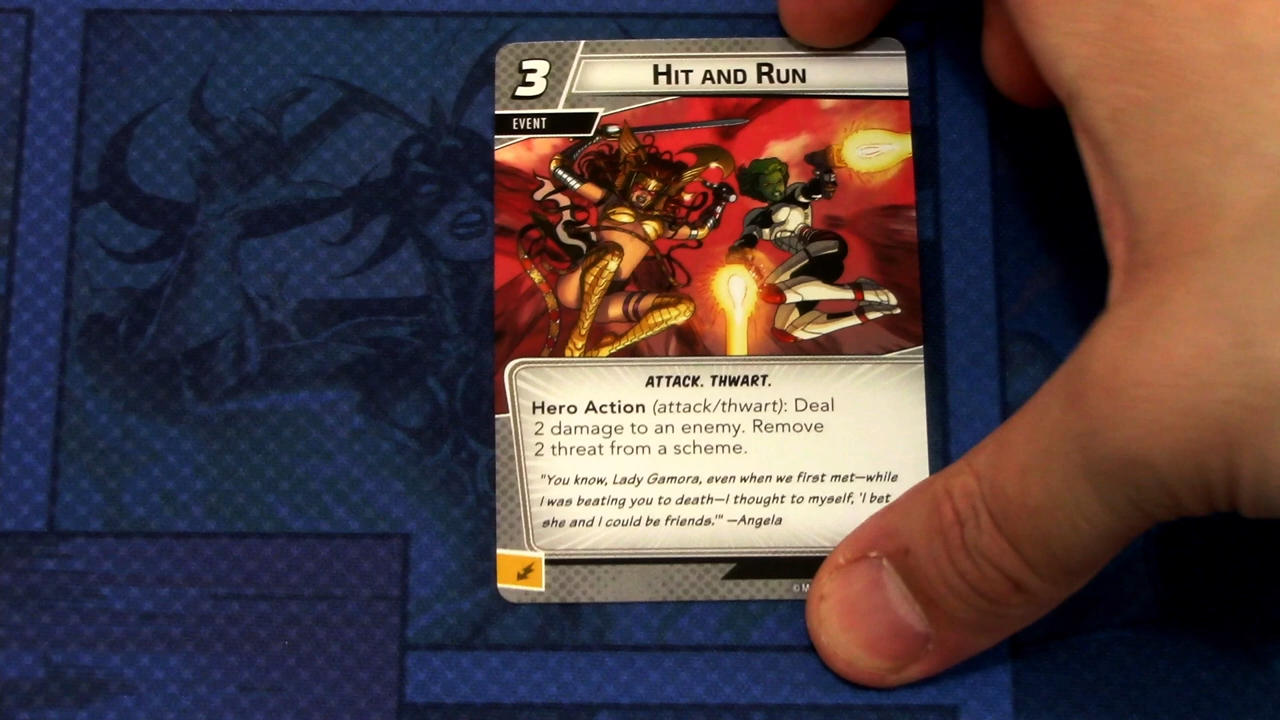 3
HIT AND RUN
EVENT
ATTACK. THWART.
Hero Action (attack/thwart): Deal
2 damage to an enemy. Remove
2 threat from a scheme.
"You know, Lady Gamora, even when we first met—while
I was beating you to death—I thought to myself, 'I bet
she and I could be friends.'" —Angela
© M